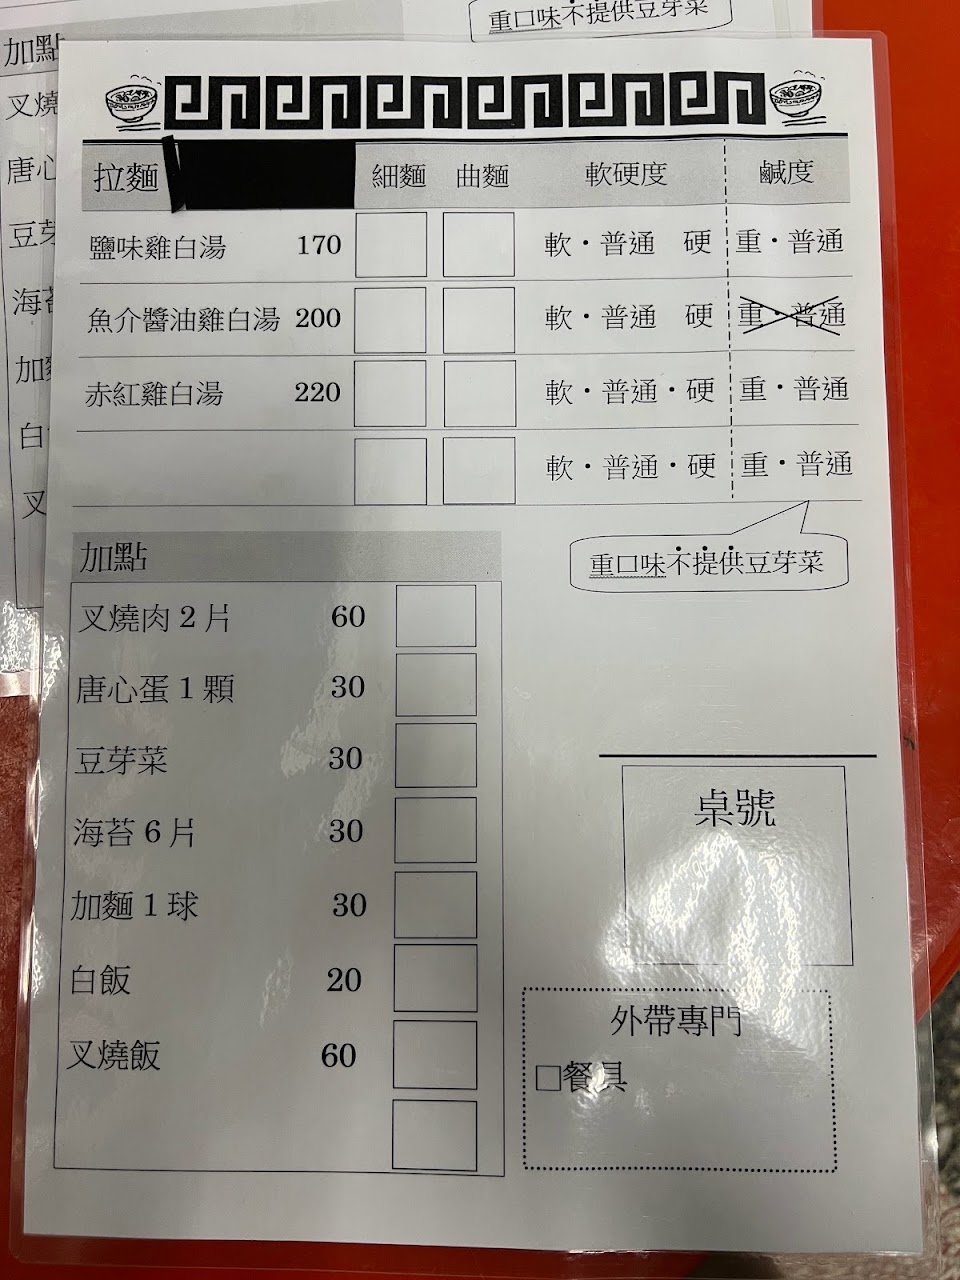 重口味不提供豆芽菜
加點
叉燒
唐心
豆芽
海苔
加麵
白
叉
拉麵 細麵 曲麵 軟硬度 鹹度
鹽味雞白湯 170 軟・普通 硬 重・普通
魚介醬油雞白湯 200 軟・普通 硬 重・普通
赤紅雞白湯 220 軟・普通・硬 重・普通
軟・普通・硬 重・普通
重口味不提供豆芽菜
加點
叉燒肉2片 60
唐心蛋1顆 30
豆芽菜 30
海苔6片 30
加麵1球 30
白飯 20
叉燒飯 60
桌號
外帶專門
□餐具